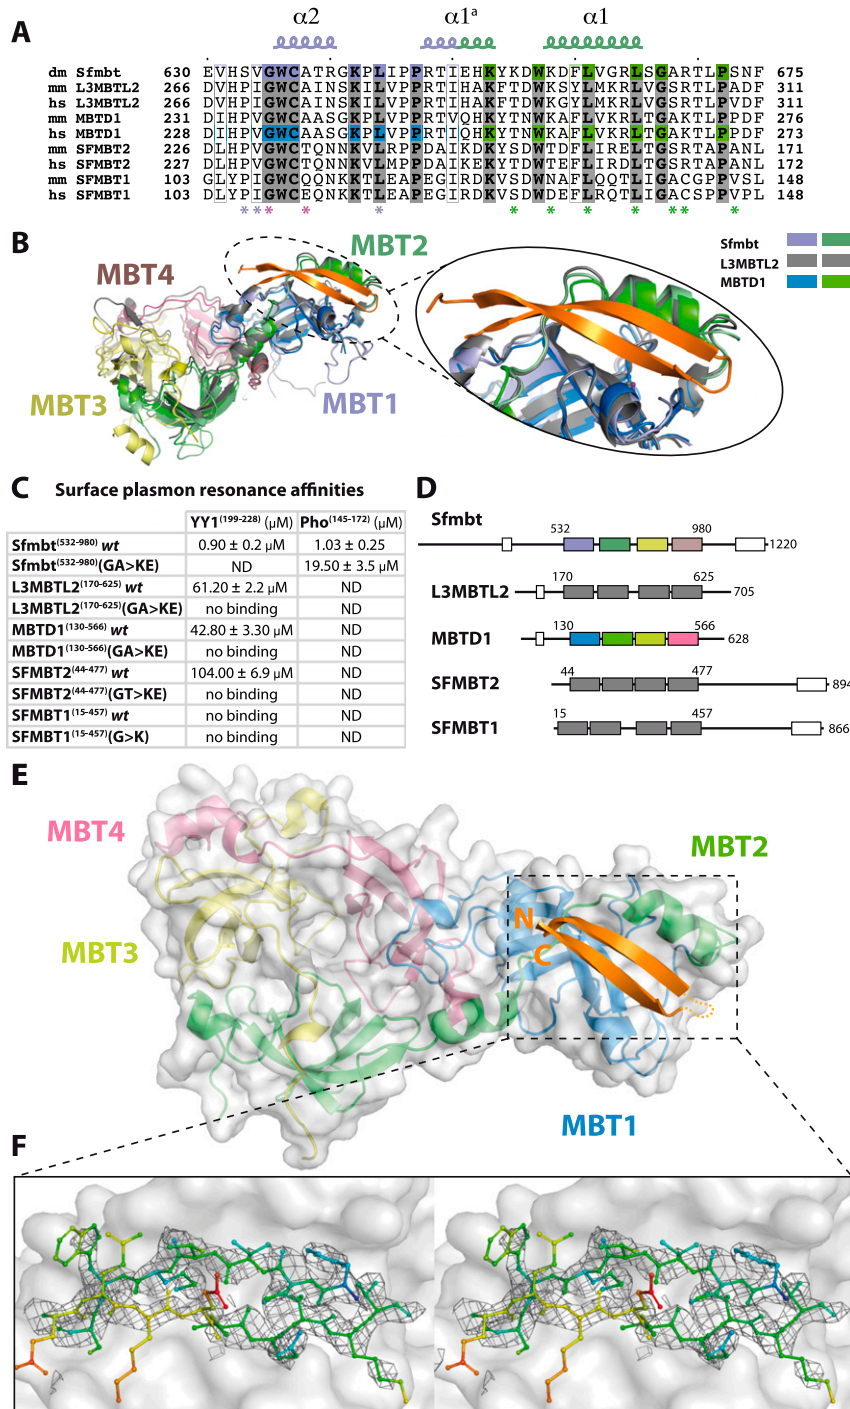 A
α2 α1ᵃ α1
dm Sfmbt 630 EVHSVGWCATRGKPLIPPRTIEHKYKDWKDFLVGRLSGARTLPSNF 675
mm L3MBTL2 266 DVHPIGWCAINSKILVPPRTVHAKFTDWKSYLMKRLVGSRTLPADF 311
hs L3MBTL2 266 DVHPIGWCAINSKILVPPRTIHAKFTDWKGYLMKRLVGSRTLPVDF 311
mm MBTD1 231 DIHPVGWCAASGKPLVPPRTVQHKYTNWKAFLVKRLTGAKTLPPDF 276
hs MBTD1 228 DIHPVGWCAASGKPLVPPRTIQHKYTNWKAFLVKRLTGAKTLPPDF 273
mm SFMBT2 226 DLHPVGWCTQNNKVLRPPDAIKDKYSDWTDFLIRELTGSRTAPANL 171
hs SFMBT2 227 DLHPVGWCTQNNKVLMPPDAIKEKYTDWTEFLIRDLTGSRTAPANL 172
mm SFMBT1 103 GLYPIGWCQQNNKTLEAPEGIRDKVSDWNAFLQQTLIGACGPPVSL 148
hs SFMBT1 103 DLYPIGWCEQNKKTLEAPEGIRDKVSDWDEFLRQTLIGACSPPVPL 148
* * * * * * * * * * * *
B
MBT2
MBT4
MBT3
MBT1
Sfmbt
L3MBTL2
MBTD1
C Surface plasmon resonance affinities
YY1⁽¹⁹⁹⁻²²⁸⁾ (µM) Pho⁽¹⁴⁵⁻¹⁷²⁾ (µM)
Sfmbt⁽⁵³²⁻⁹⁸⁰⁾ wt 0.90 ± 0.2 µM 1.03 ± 0.25
Sfmbt⁽⁵³²⁻⁹⁸⁰⁾(GA>KE) ND 19.50 ± 3.5 µM
L3MBTL2⁽¹⁷⁰⁻⁶²⁵⁾ wt 61.20 ± 2.2 µM ND
L3MBTL2⁽¹⁷⁰⁻⁶²⁵⁾(GA>KE) no binding ND
MBTD1⁽¹³⁰⁻⁵⁶⁶⁾ wt 42.80 ± 3.30 µM ND
MBTD1⁽¹³⁰⁻⁵⁶⁶⁾(GA>KE) no binding ND
SFMBT2⁽⁴⁴⁻⁴⁷⁷⁾ wt 104.00 ± 6.9 µM ND
SFMBT2⁽⁴⁴⁻⁴⁷⁷⁾(GT>KE) no binding ND
SFMBT1⁽¹⁵⁻⁴⁵⁷⁾ wt no binding ND
SFMBT1⁽¹⁵⁻⁴⁵⁷⁾(G>K) no binding ND
D
Sfmbt
532 980
1220
L3MBTL2
170 625
705
MBTD1
130 566
628
SFMBT2
44 477
894
SFMBT1
15 457
866
E
MBT4
MBT2
MBT3
N
C
MBT1
F